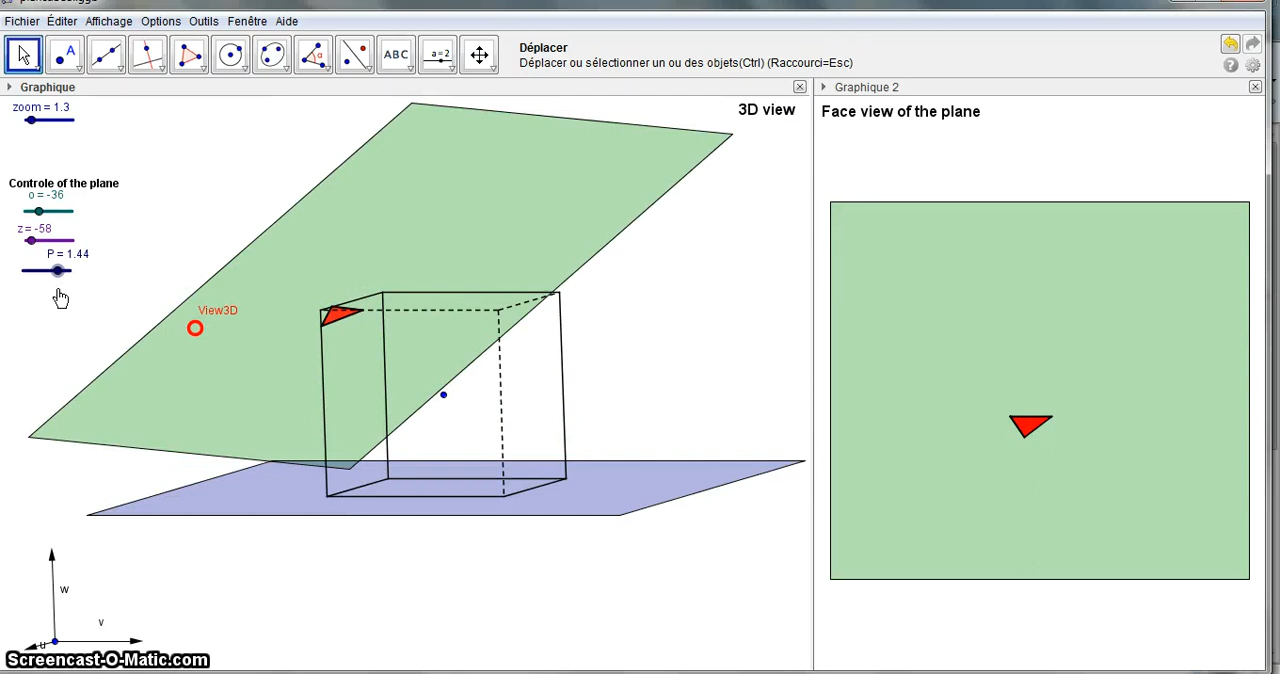 Fichier Éditer Affichage Options Outils Fenêtre Aide
A
ABC
a=2
α
Déplacer
Déplacer ou sélectionner un ou des objets(Ctrl) (Raccourci=Esc)
Graphique
Graphique 2
zoom = 1.3
3D view
Face view of the plane
Controle of the plane
o = -36
z = -58
P = 1.44
View3D
w
v
u
Screencast-O-Matic.com